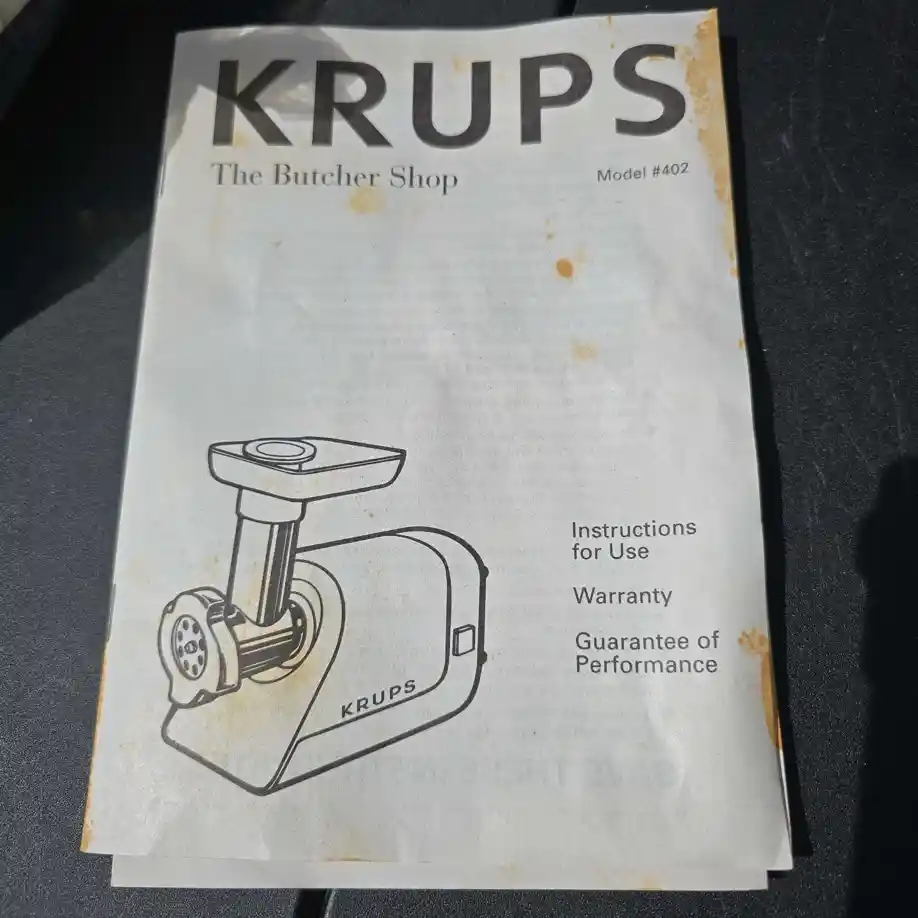 KRUPS
The Butcher Shop
Model #402
Instructions
for Use
Warranty
Guarantee of
Performance
KRUPS